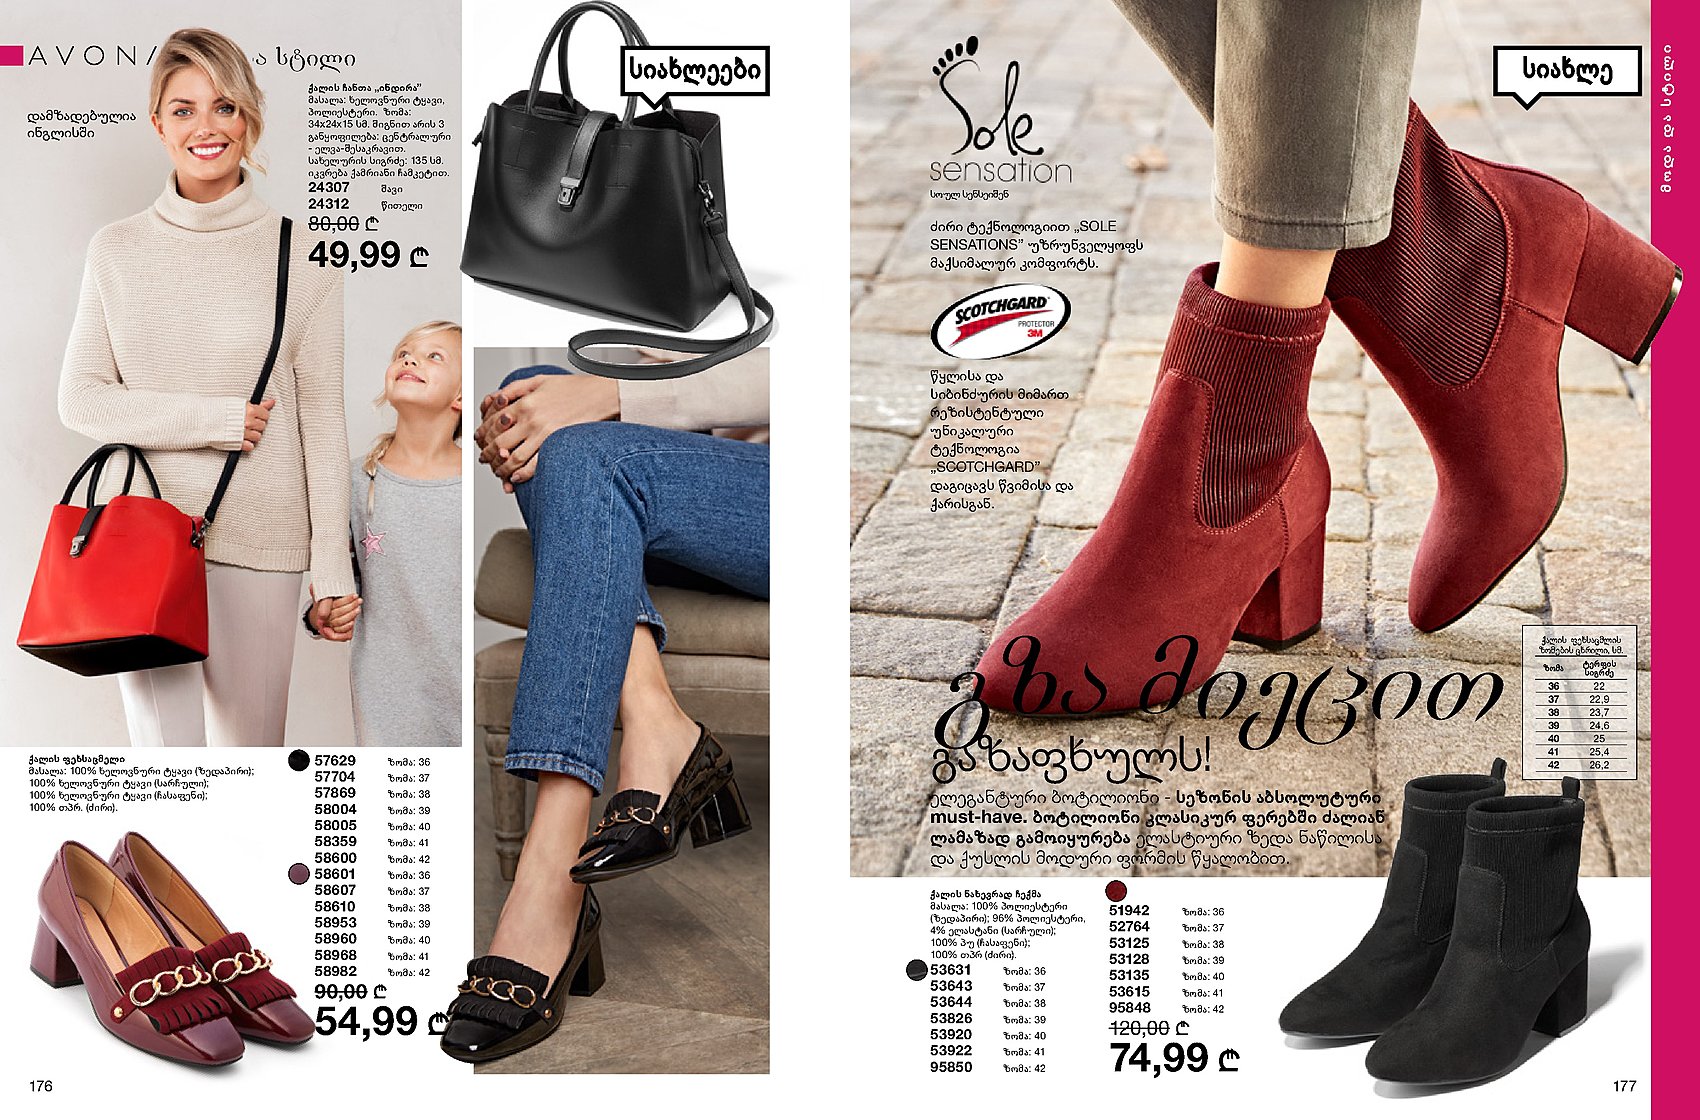 AVON
ა სტილი
დამზადებულია
ინგლისში
ქალის ჩანთა „ინდირა”
მასალა: ხელოვნური ტყავი,
პოლიესტერი. ზომა:
34x24x15 სმ. შიგნით არის 3
განყოფილება: ცენტრალური
- ელვა-შესაკრავით.
სახელურის სიგრძე: 135 სმ.
იკვრება ქამრიანი ჩამკეტით.
24307 შავი
24312 წითელი
80,00 ₾
49,99 ₾
სიახლეები
ქალის ფეხსაცმელი
მასალა: 100% ხელოვნური ტყავი (ზედაპირი);
100% ხელოვნური ტყავი (სარჩული);
100% ხელოვნური ტყავი (ჩასაფენი);
100% თპრ. (ძირი).
57629 ზომა: 36
57704 ზომა: 37
57869 ზომა: 38
58004 ზომა: 39
58005 ზომა: 40
58359 ზომა: 41
58600 ზომა: 42
58601 ზომა: 36
58607 ზომა: 37
58610 ზომა: 38
58953 ზომა: 39
58960 ზომა: 40
58968 ზომა: 41
58982 ზომა: 42
90,00 ₾
54,99 ₾
176
Sole
sensation
სოულ სენსეიშენ
ძირი ტექნოლოგიით „SOLE
SENSATIONS” უზრუნველყოფს
მაქსიმალურ კომფორტს.
SCOTCHGARD
PROTECTOR
3M
წყლისა და
სიბინძურის მიმართ
რეზისტენტული
უნიკალური
ტექნოლოგია
„SCOTCHGARD”
დაგიცავს წვიმისა და
ქარისგან.
სიახლე
მოდა და სტილი
გზა მიეცით
გაზაფხულს!
ელეგანტური ბოტილიონი - სეზონის აბსოლუტური
must-have. ბოტილიონი კლასიკურ ფერებში ძალიან
ლამაზად გამოიყურება ელასტიური ზედა ნაწილისა
და ქუსლის მოდური ფორმის წყალობით.
ქალის ფეხსაცმლის
ზომების ცხრილი, სმ.
ზომა ტერფის სიგრძე
36 22
37 22,9
38 23,7
39 24,6
40 25
41 25,4
42 26,2
ქალის ნახევრად ჩექმა
მასალა: 100% პოლიესტერი
(ზედაპირი); 96% პოლიესტერი,
4% ელასტანი (სარჩული);
100% პუ (ჩასაფენი);
100% თპრ (ძირი).
53631 ზომა: 36
53643 ზომა: 37
53644 ზომა: 38
53826 ზომა: 39
53920 ზომა: 40
53922 ზომა: 41
95850 ზომა: 42
51942 ზომა: 36
52764 ზომა: 37
53125 ზომა: 38
53128 ზომა: 39
53135 ზომა: 40
53615 ზომა: 41
95848 ზომა: 42
120,00 ₾
74,99 ₾
177